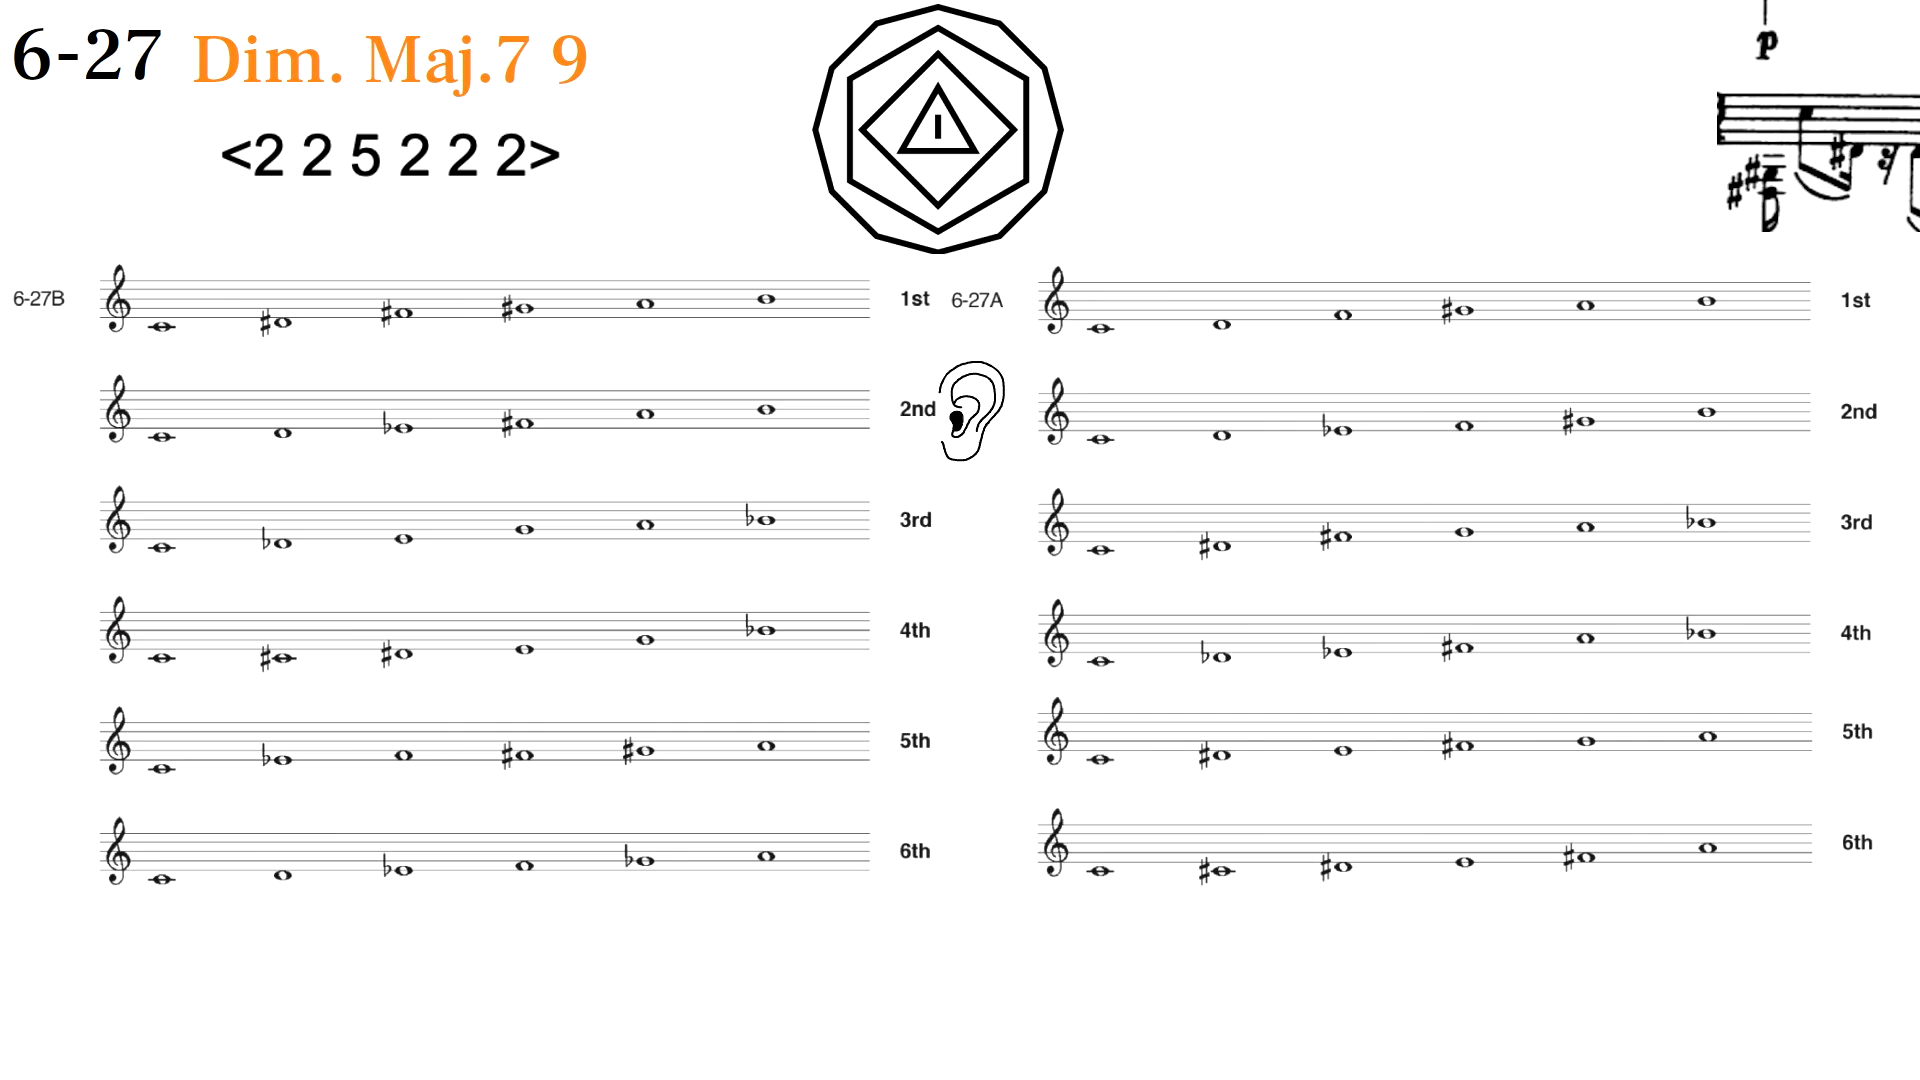 6-27 Dim. Maj.7 9
<2 2 5 2 2 2>
p
6-27B
1st
2nd
3rd
4th
5th
6th
6-27A
1st
2nd
3rd
4th
5th
6th